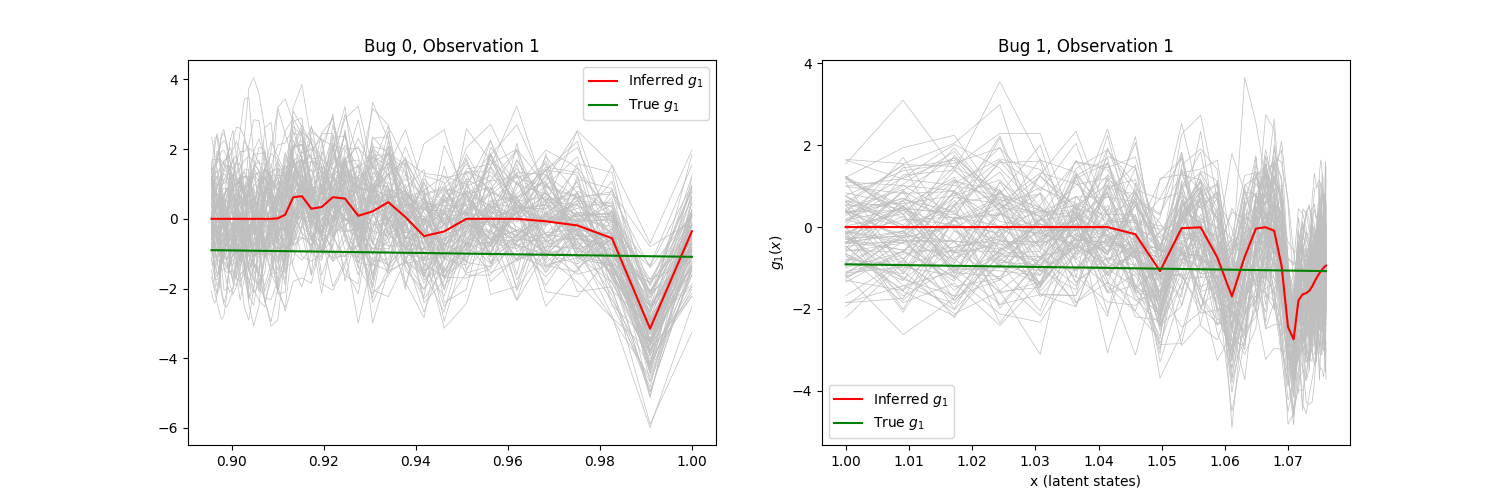 Bug 0, Observation 1
4
2
0
−2
−4
−6
0.90 0.92 0.94 0.96 0.98 1.00
Inferred g₁
True g₁
Bug 1, Observation 1
g₁(x)
4
2
0
−2
−4
1.00 1.01 1.02 1.03 1.04 1.05 1.06 1.07
x (latent states)
Inferred g₁
True g₁